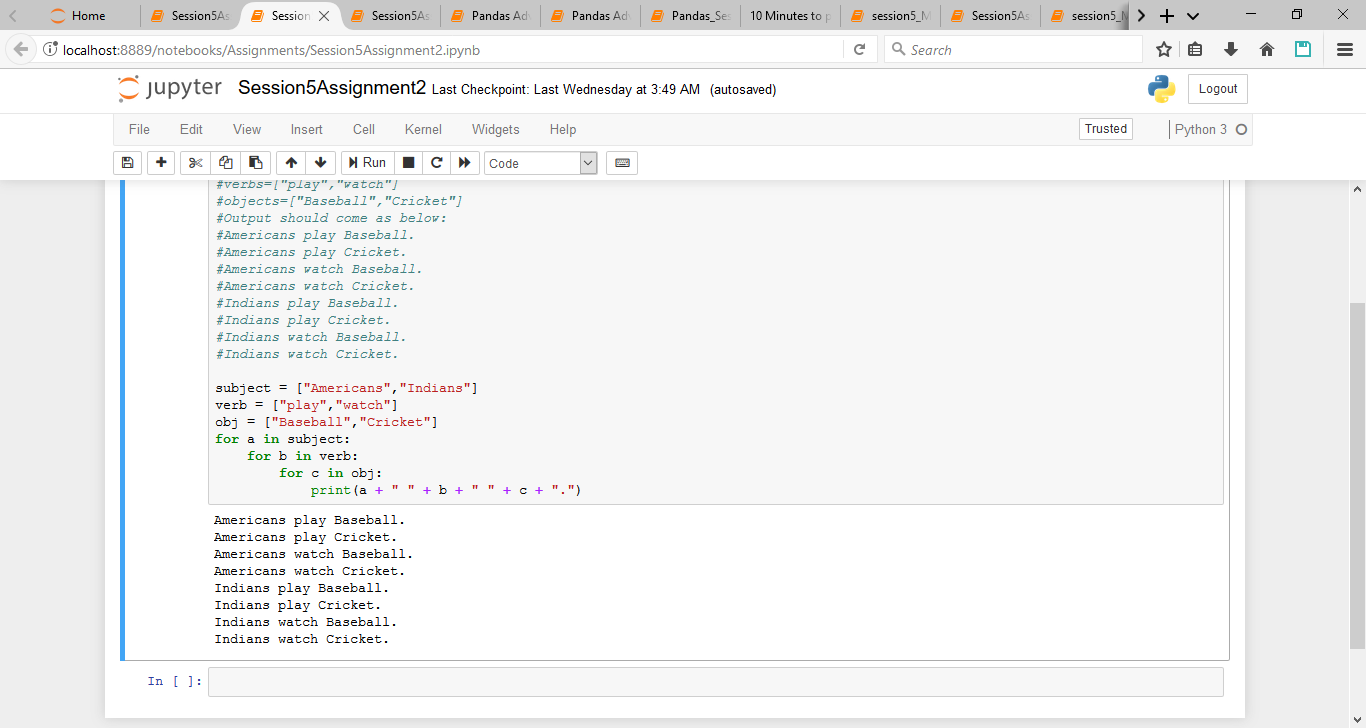 Home
Session5As
Session
Session5As
Pandas Adv
Pandas Adv
Pandas_Ses
10 Minutes to p
session5_M
Session5As
session5_M
localhost:8889/notebooks/Assignments/Session5Assignment2.ipynb
Search
jupyter Session5Assignment2 Last Checkpoint: Last Wednesday at 3:49 AM (autosaved)
Logout
File Edit View Insert Cell Kernel Widgets Help
Trusted
Python 3
Run
Code
#verbs=["play","watch"]
#objects=["Baseball","Cricket"]
#Output should come as below:
#Americans play Baseball.
#Americans play Cricket.
#Americans watch Baseball.
#Americans watch Cricket.
#Indians play Baseball.
#Indians play Cricket.
#Indians watch Baseball.
#Indians watch Cricket.
subject = ["Americans","Indians"]
verb = ["play","watch"]
obj = ["Baseball","Cricket"]
for a in subject:
    for b in verb:
        for c in obj:
            print(a + " " + b + " " + c + ".")
Americans play Baseball.
Americans play Cricket.
Americans watch Baseball.
Americans watch Cricket.
Indians play Baseball.
Indians play Cricket.
Indians watch Baseball.
Indians watch Cricket.
In [ ]: